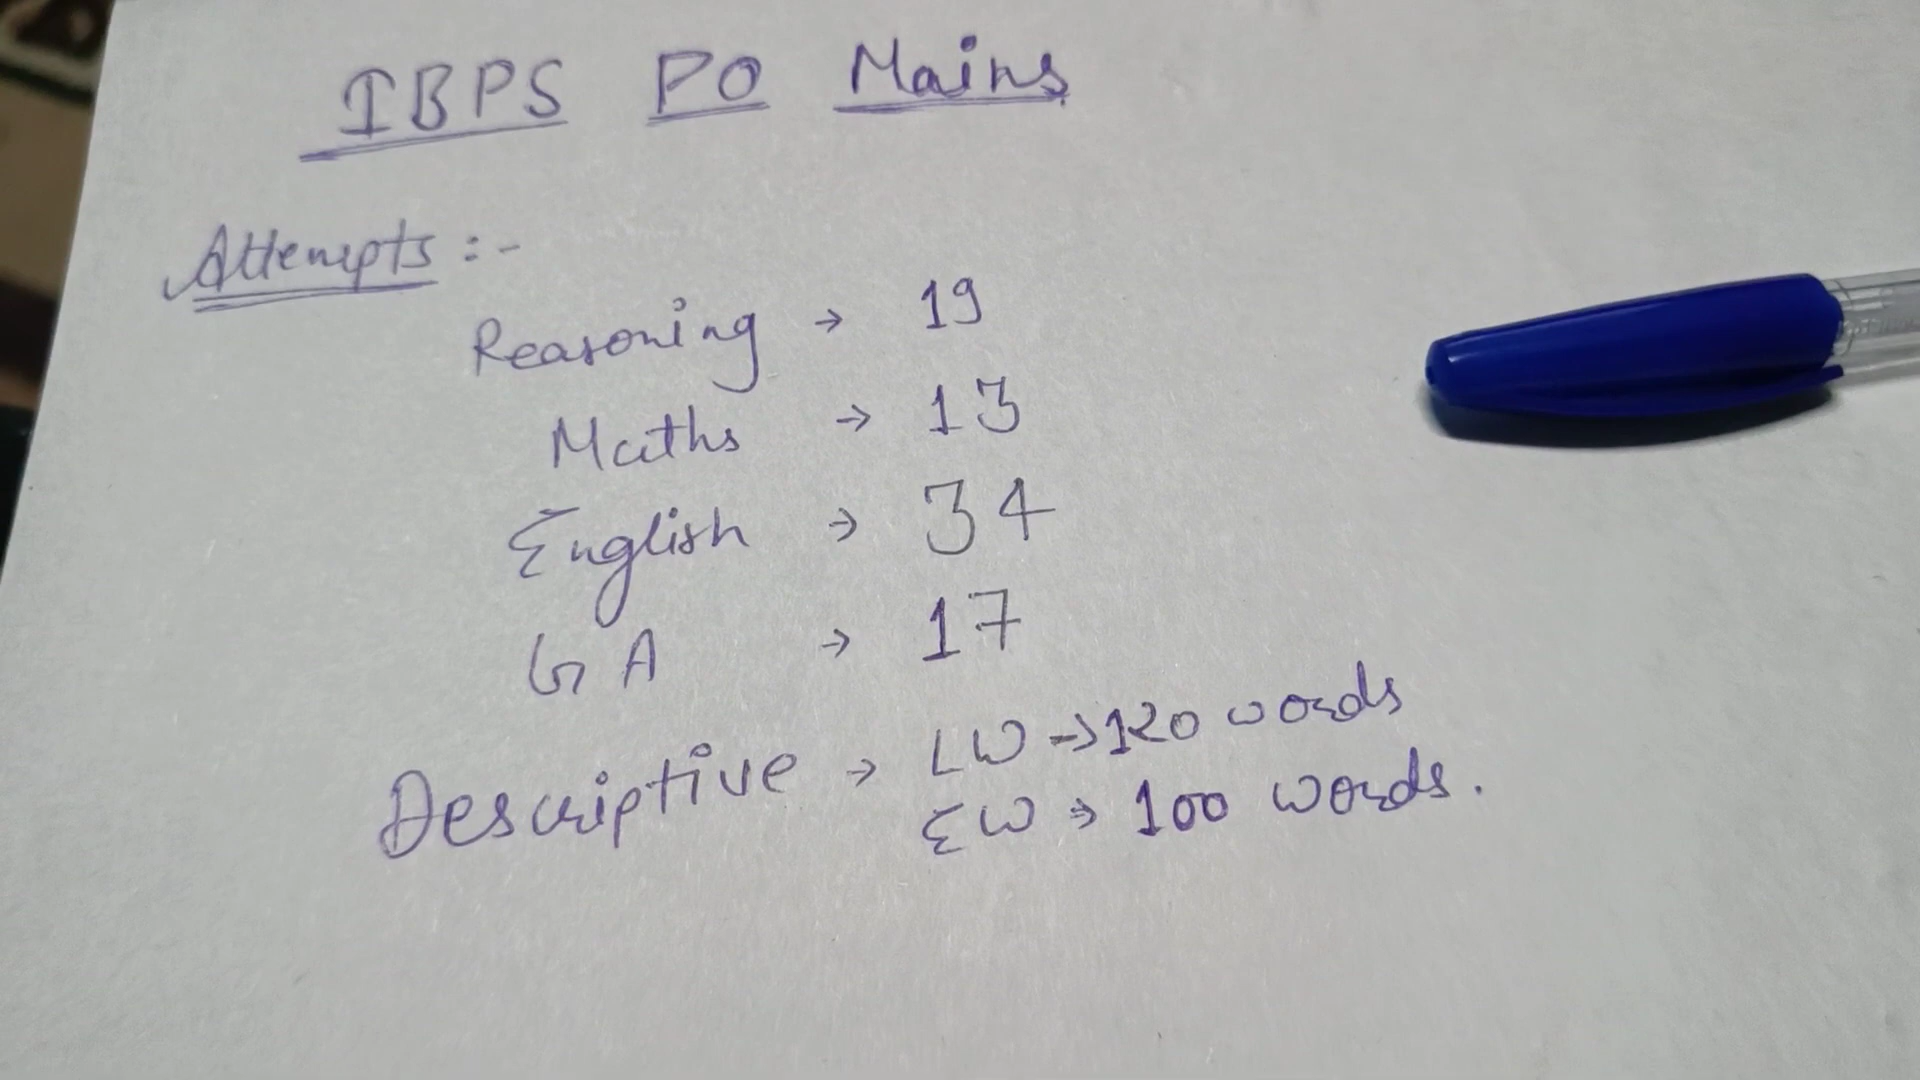 IBPS PO Mains
Attempts :-
Reasoning → 19
Maths → 13
English → 34
GA → 17
Descriptive → LW → 120 words
EW → 100 words.